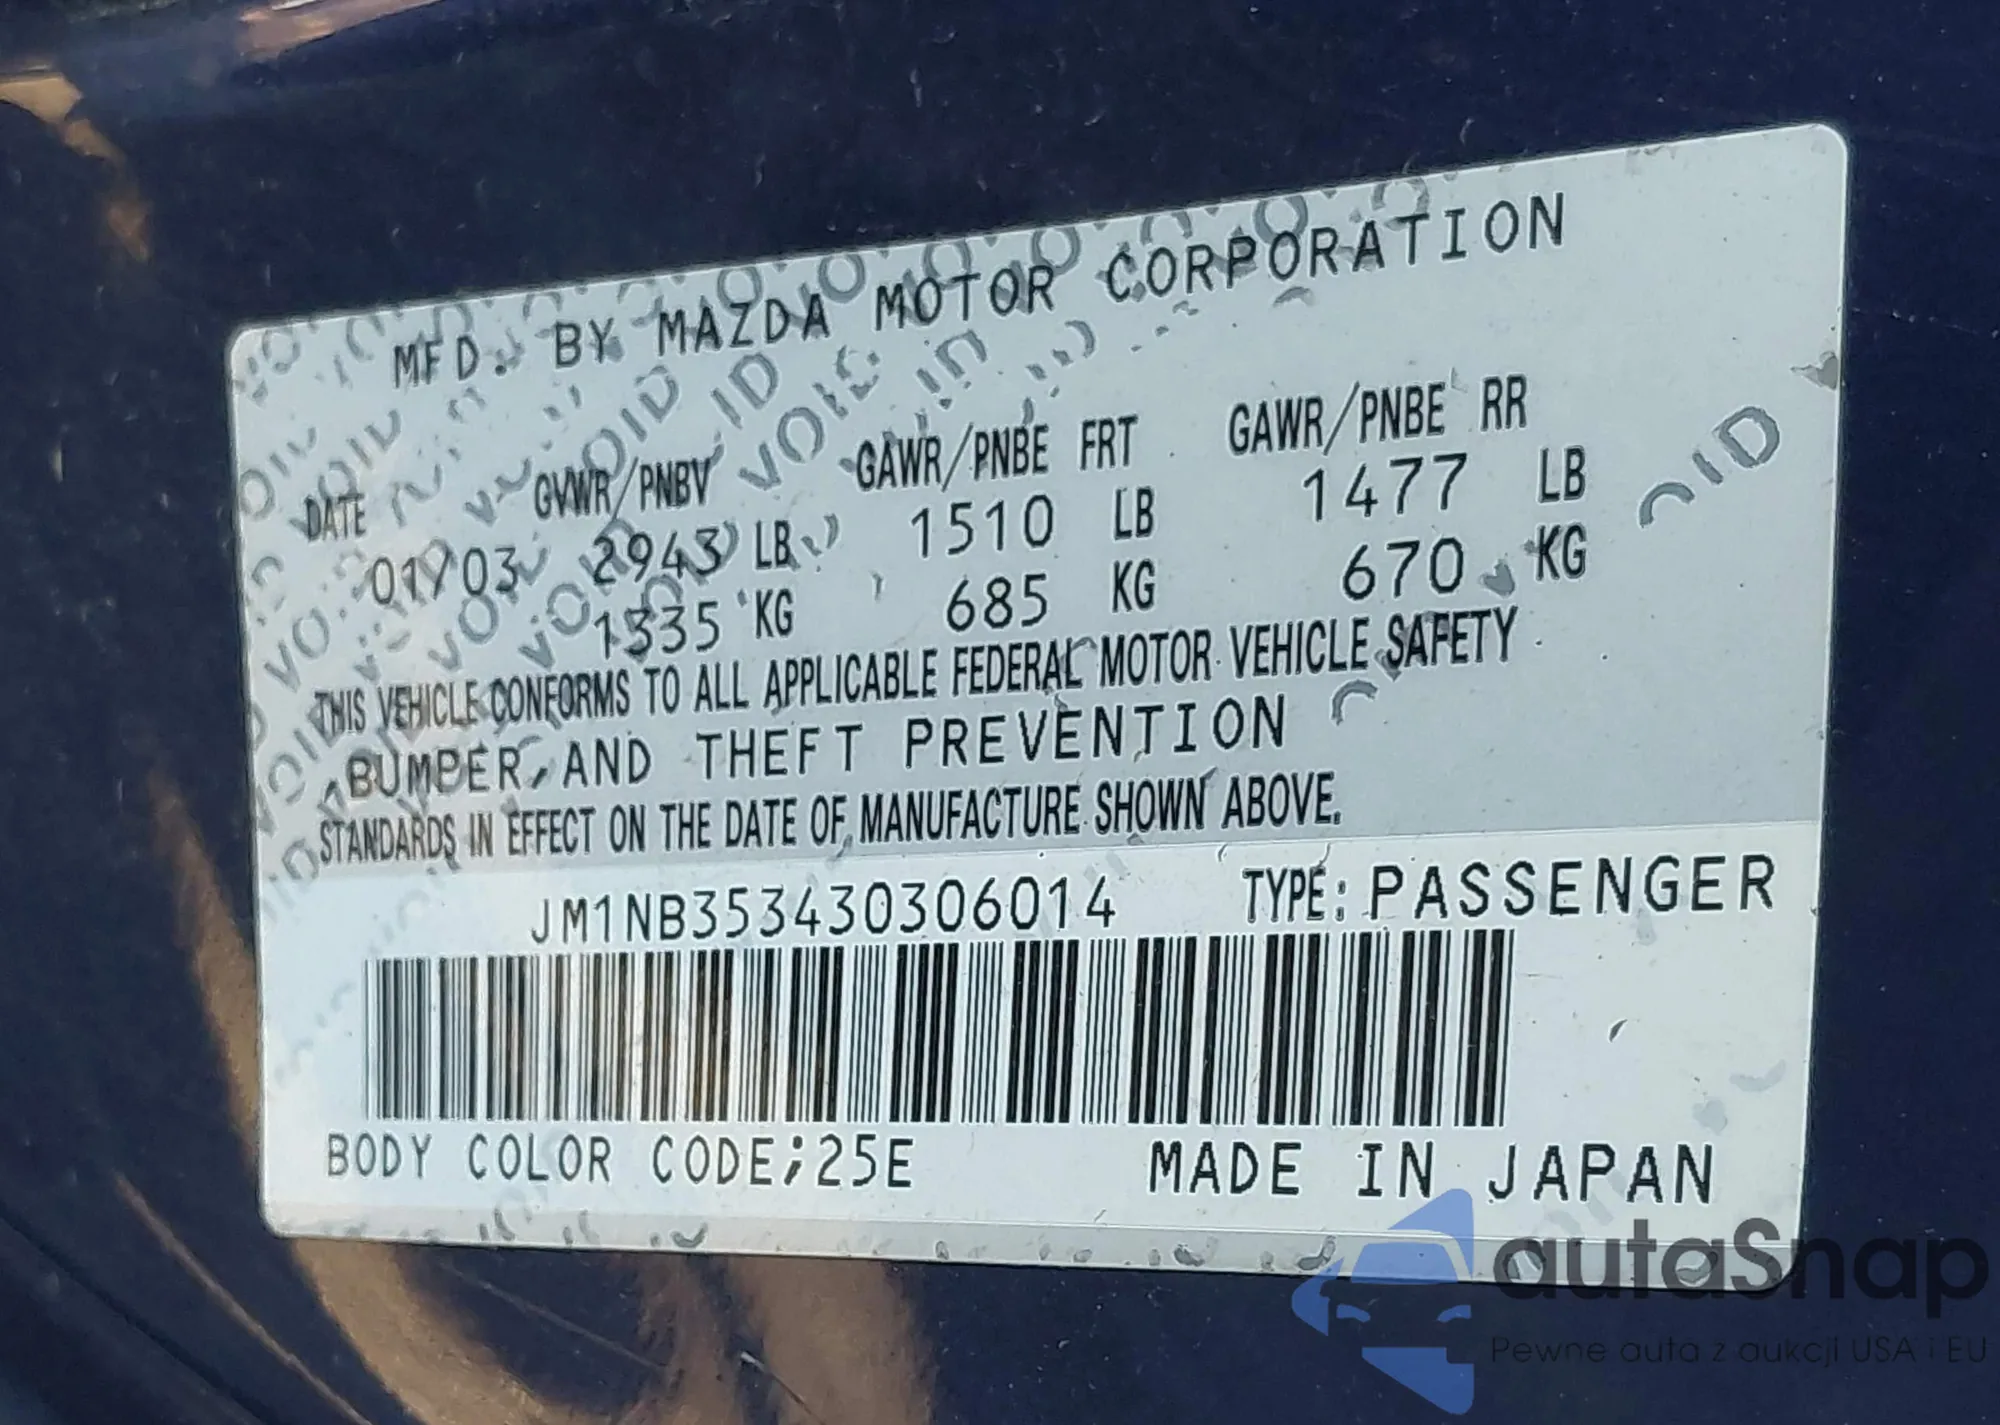 MFD. BY MAZDA MOTOR CORPORATION
DATE GVWR/PNBV GAWR/PNBE FRT GAWR/PNBE RR
01/03 2943 LB 1510 LB 1477 LB
1335 KG 685 KG 670 KG
THIS VEHICLE CONFORMS TO ALL APPLICABLE FEDERAL MOTOR VEHICLE SAFETY
BUMPER, AND THEFT PREVENTION
STANDARDS IN EFFECT ON THE DATE OF MANUFACTURE SHOWN ABOVE.
JM1NB353430306014 TYPE: PASSENGER
BODY COLOR CODE;25E MADE IN JAPAN
autaSnap
Pewne auta z aukcji USA i EU